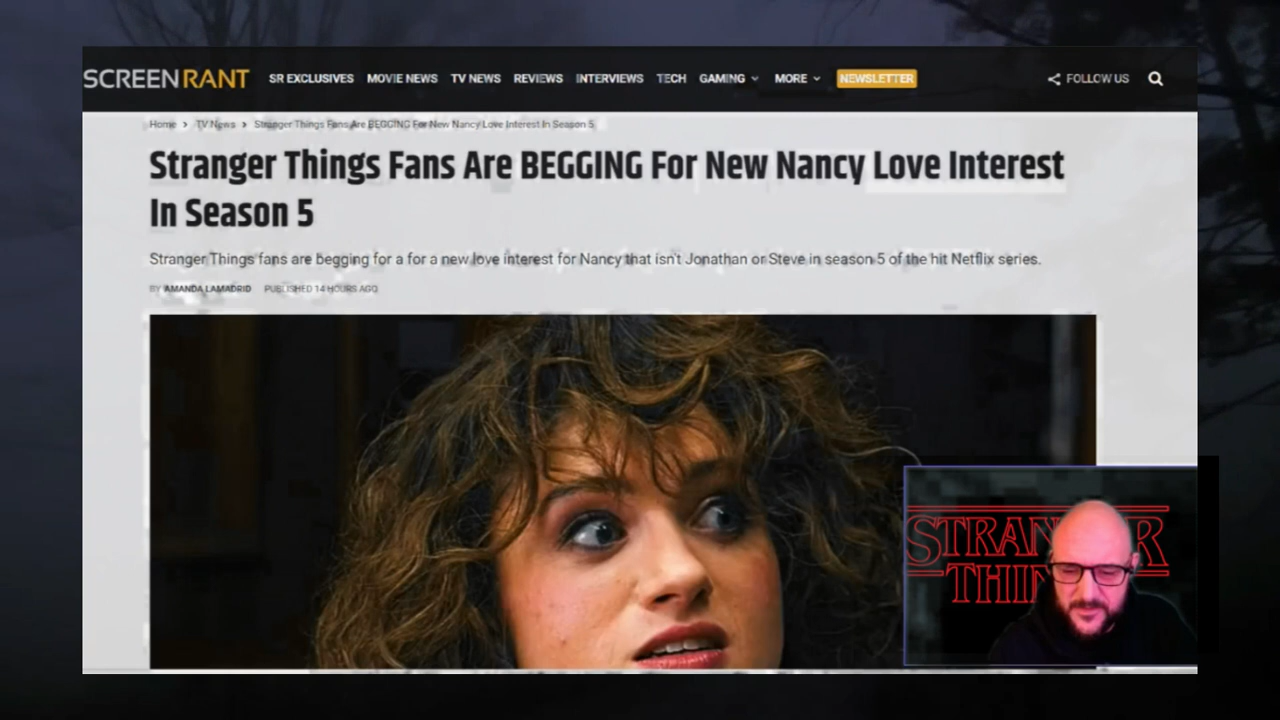 SCREENRANT SR EXCLUSIVES MOVIE NEWS TV NEWS REVIEWS INTERVIEWS TECH GAMING MORE NEWSLETTER FOLLOW US
Home > TV News > Stranger Things Fans Are BEGGING For New Nancy Love Interest In Season 5
Stranger Things Fans Are BEGGING For New Nancy Love Interest
In Season 5
Stranger Things fans are begging for a for a new love interest for Nancy that isn't Jonathan or Steve in season 5 of the hit Netflix series.
BY AMANDA LAMADRID PUBLISHED 14 HOURS AGO
STRANGER
THIN